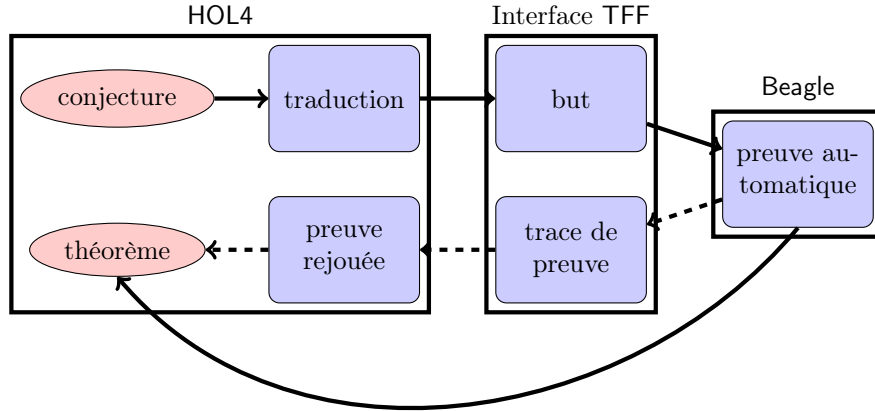 HOL4
Interface TFF
Beagle
conjecture
traduction
but
preuve au-
tomatique
théorème
preuve
rejouée
trace de
preuve